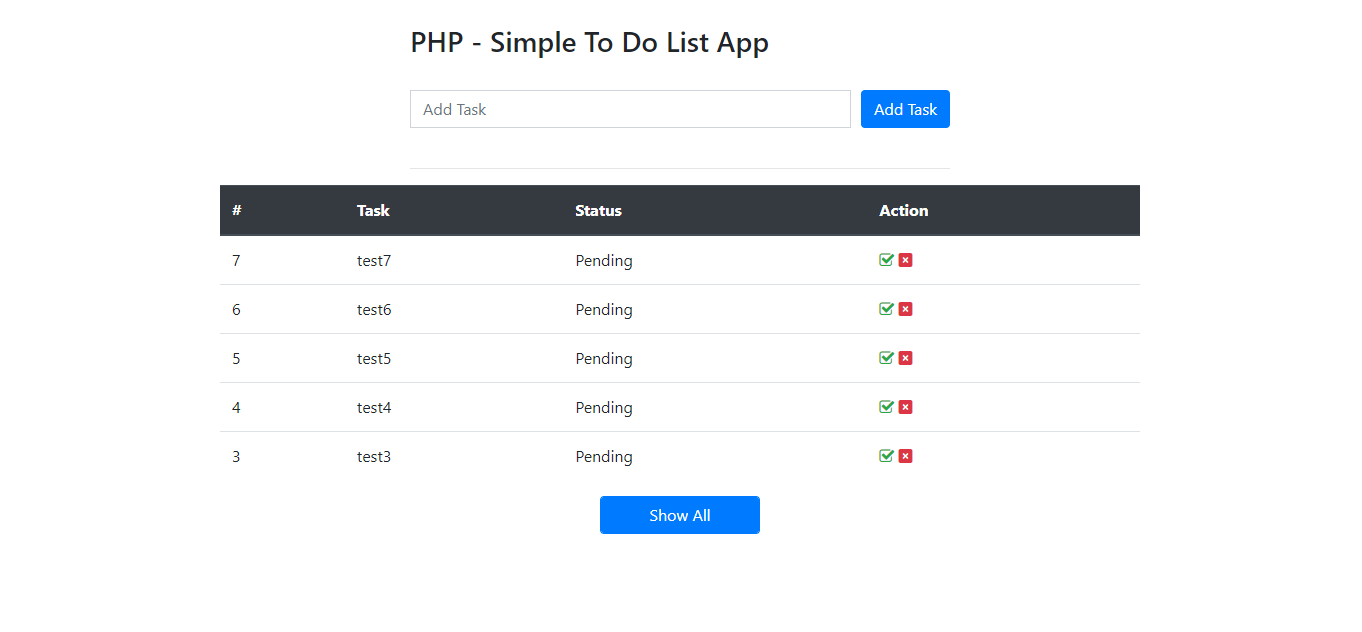 PHP - Simple To Do List App
Add Task Add Task
# Task Status Action
7 test7 Pending
6 test6 Pending
5 test5 Pending
4 test4 Pending
3 test3 Pending
Show All